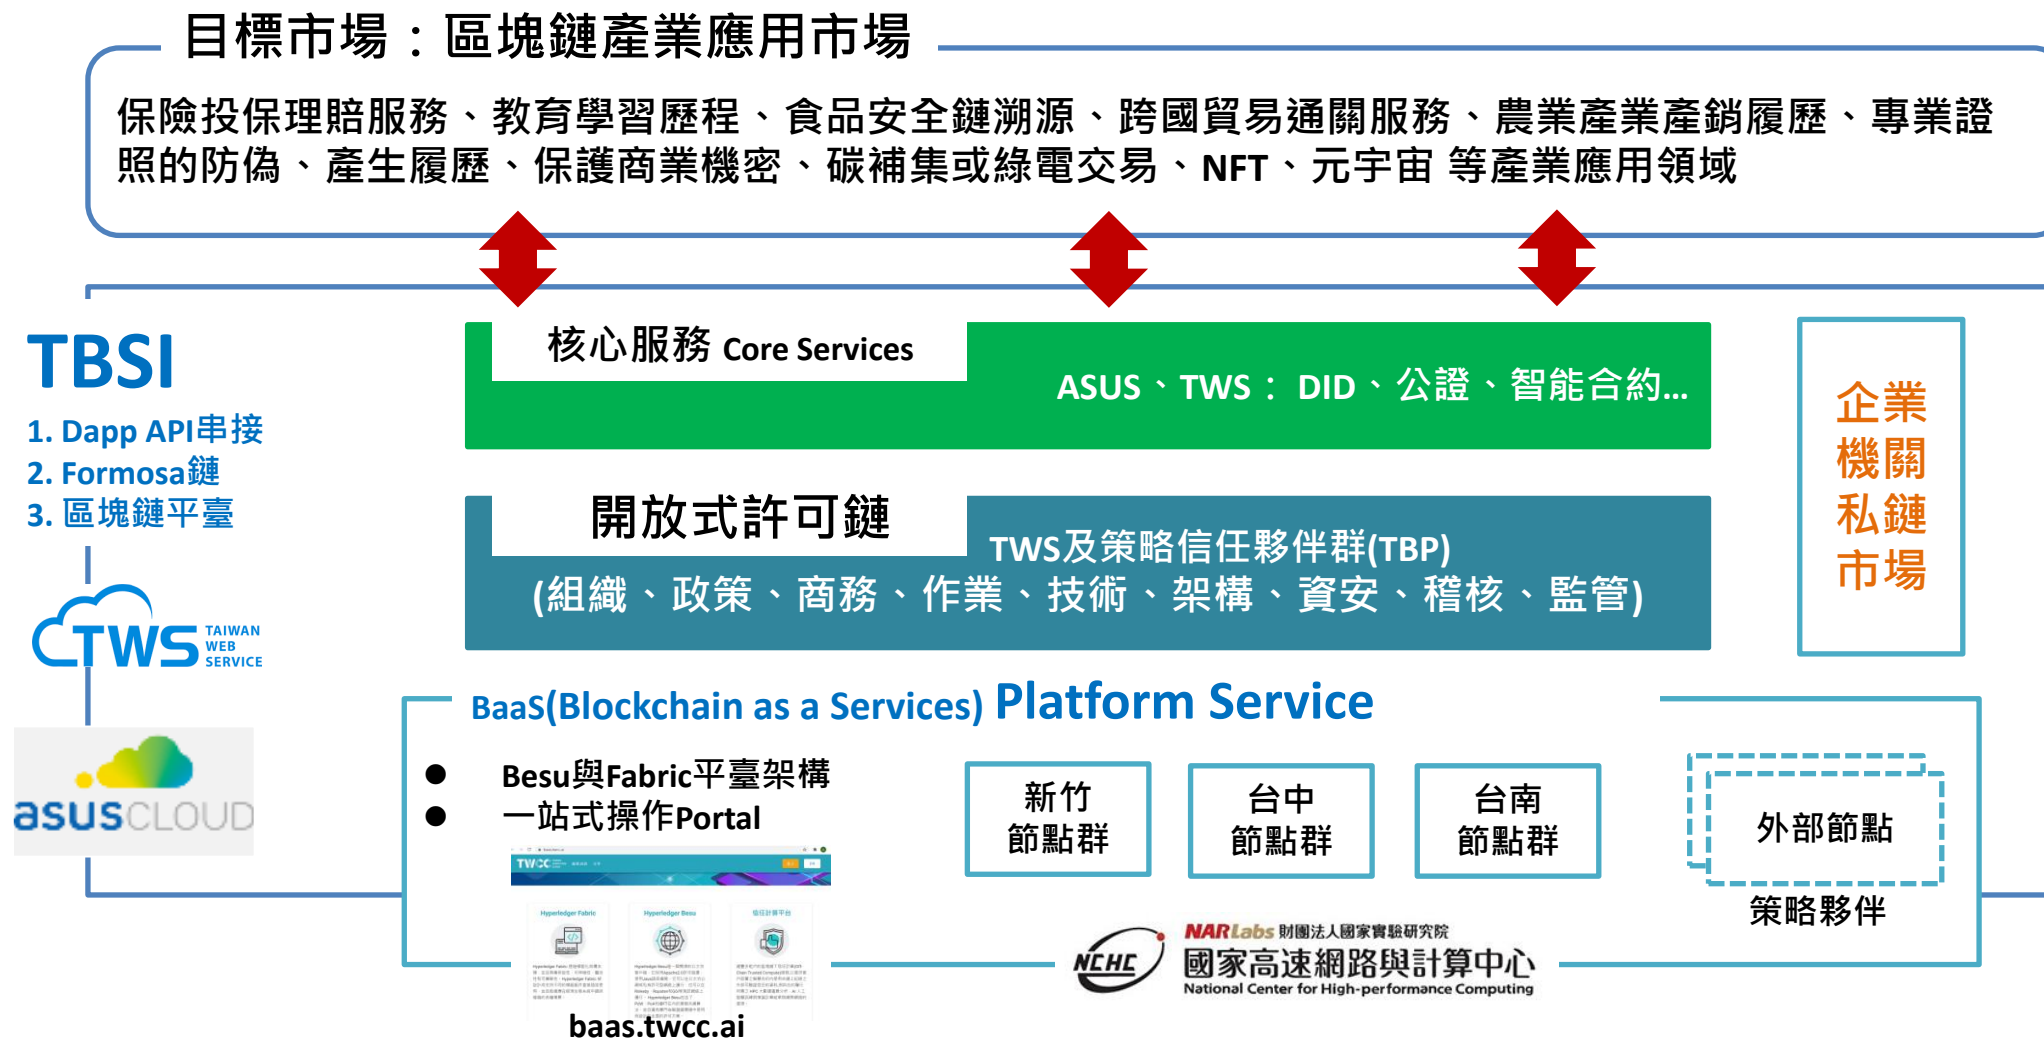 目標市場：區塊鏈產業應用市場
保險投保理賠服務、教育學習歷程、食品安全鏈溯源、跨國貿易通關服務、農業產業產銷履歷、專業證
照的防偽、產生履歷、保護商業機密、碳補集或綠電交易、NFT、元宇宙 等產業應用領域
TBSI
1. Dapp API串接
2. Formosa鏈
3. 區塊鏈平臺
TWS TAIWAN
WEB
SERVICE
asusCLOUD
核心服務 Core Services
ASUS、TWS： DID、公證、智能合約...
開放式許可鏈
TWS及策略信任夥伴群(TBP)
(組織、政策、商務、作業、技術、架構、資安、稽核、監管)
企業
機關
私鏈
市場
BaaS(Blockchain as a Services) Platform Service
● Besu與Fabric平臺架構
● 一站式操作Portal
TWCC
Hyperledger Fabric
Hyperledger Besu
信任計算平台
baas.twcc.ai
新竹
節點群
台中
節點群
台南
節點群
外部節點
策略夥伴
NCHC
NARLabs 財團法人國家實驗研究院
國家高速網路與計算中心
National Center for High-performance Computing